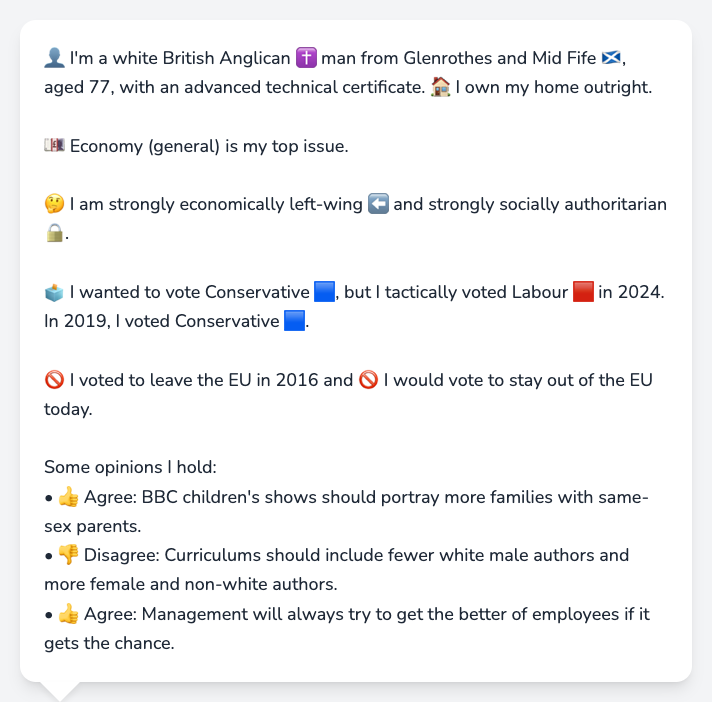 👤 I'm a white British Anglican ✝️ man from Glenrothes and Mid Fife 🏴󠁧󠁢󠁳󠁣󠁴󠁿,
aged 77, with an advanced technical certificate. 🏠 I own my home outright.
💷 Economy (general) is my top issue.
🤔 I am strongly economically left-wing ⬅️ and strongly socially authoritarian
🔒.
🗳️ I wanted to vote Conservative 🟦, but I tactically voted Labour 🟥 in 2024.
In 2019, I voted Conservative 🟦.
🚫 I voted to leave the EU in 2016 and 🚫 I would vote to stay out of the EU
today.
Some opinions I hold:
• 👍 Agree: BBC children's shows should portray more families with same-
sex parents.
• 👎 Disagree: Curriculums should include fewer white male authors and
more female and non-white authors.
• 👍 Agree: Management will always try to get the better of employees if it
gets the chance.